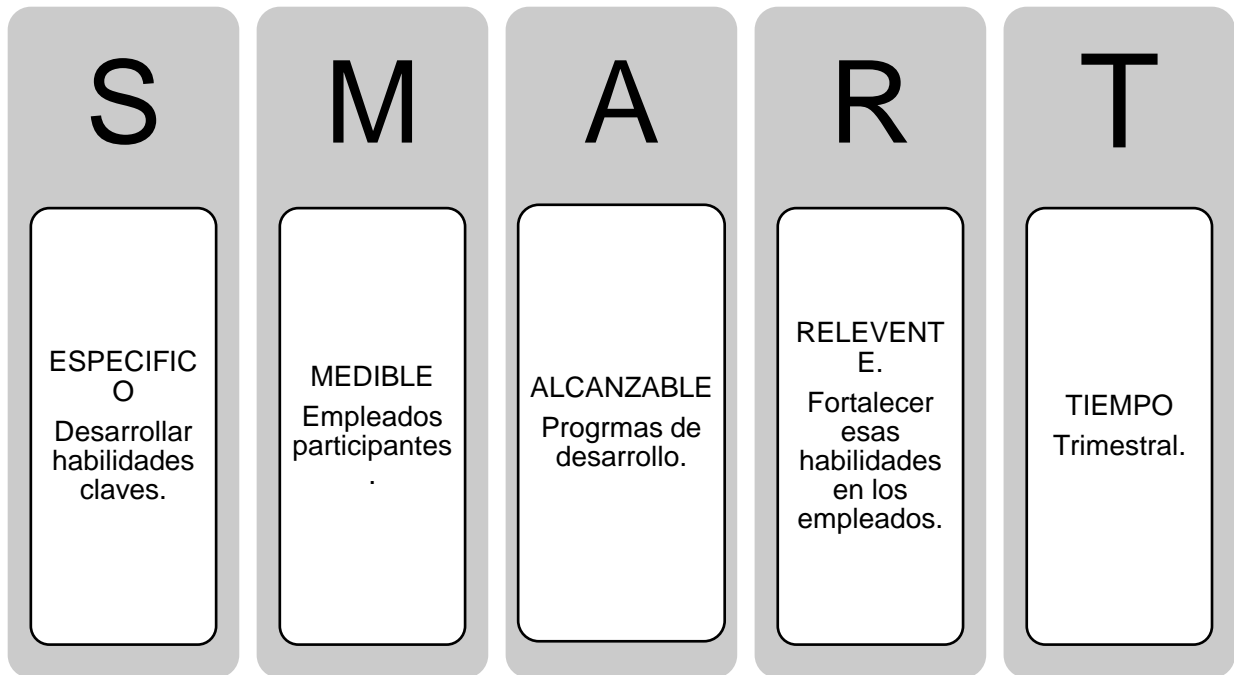 S
ESPECIFIC
O
Desarrollar
habilidades
claves.
M
MEDIBLE
Empleados
participantes
.
A
ALCANZABLE
Progrmas de
desarrollo.
R
RELEVENT
E.
Fortalecer
esas
habilidades
en los
empleados.
T
TIEMPO
Trimestral.